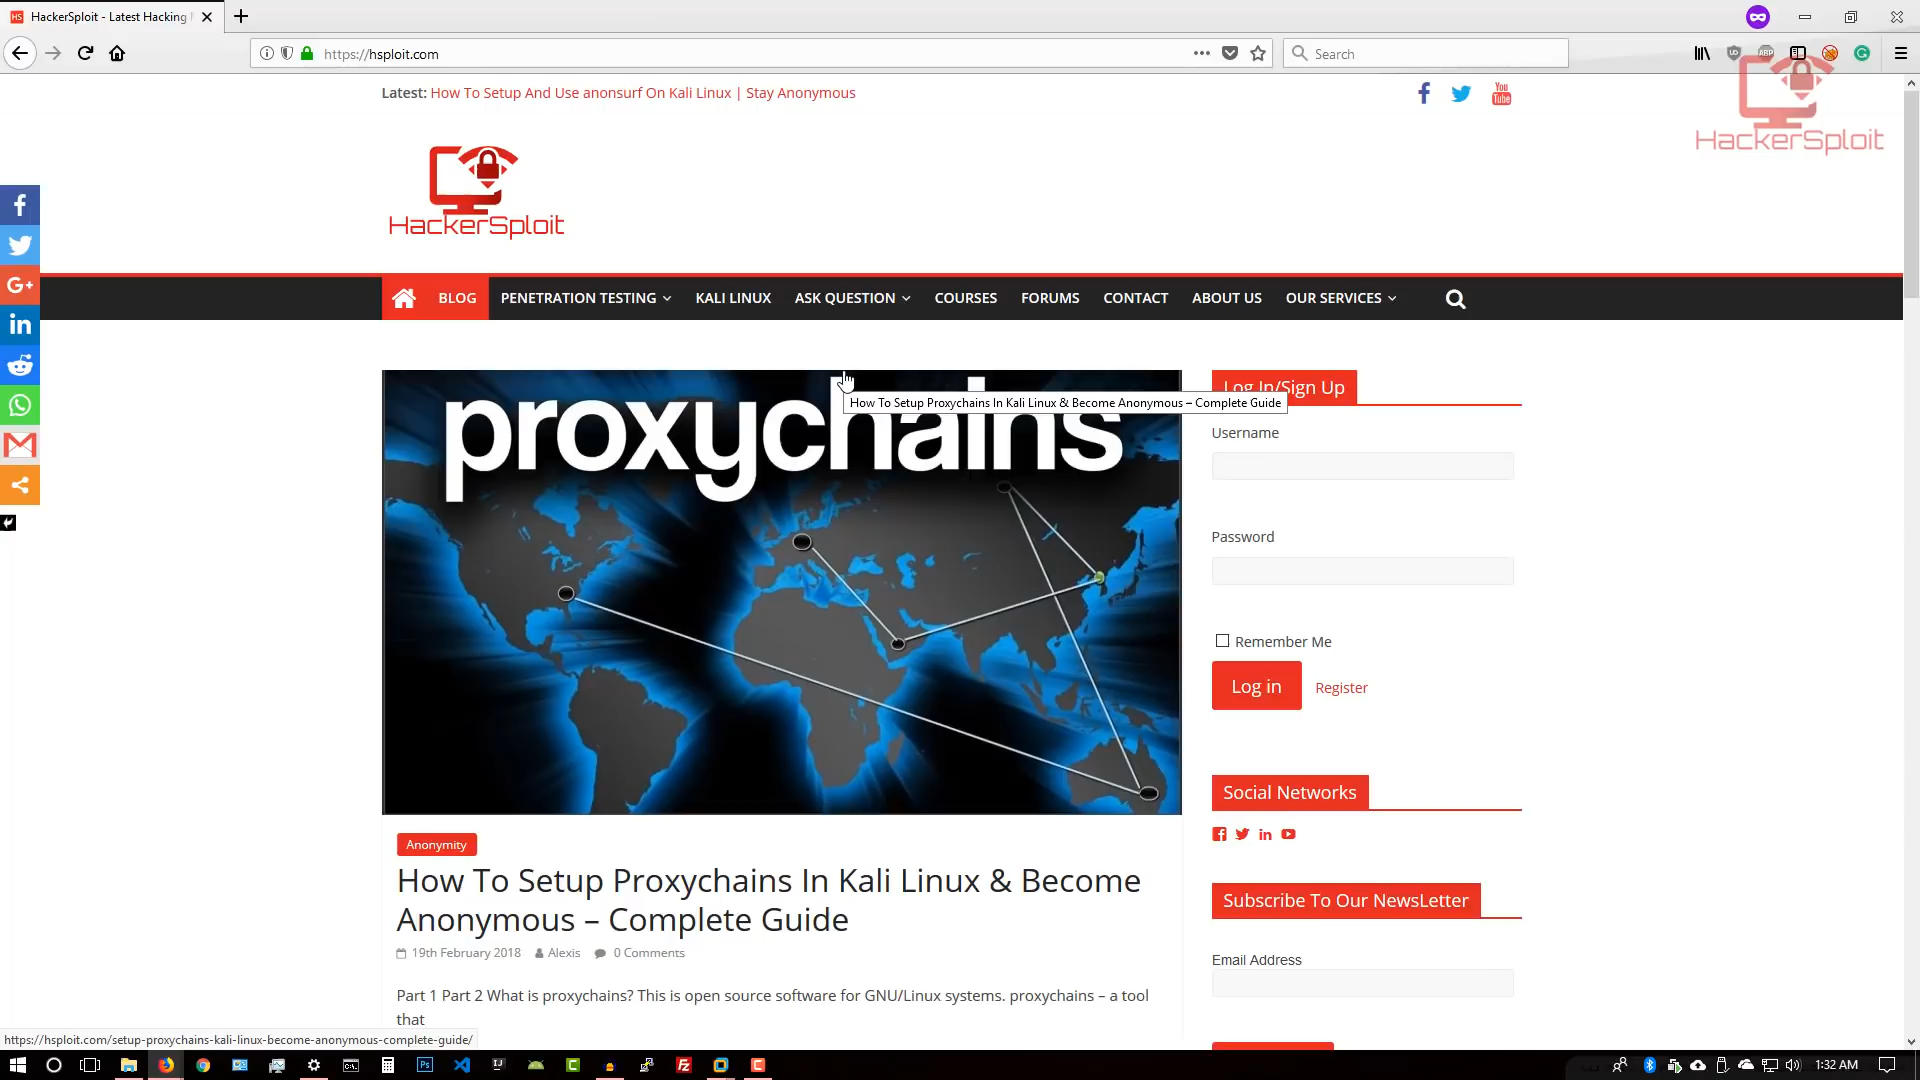 HackerSploit - Latest Hacking
https://hsploit.com
Search
Latest: How To Setup And Use anonsurf On Kali Linux | Stay Anonymous
You
Tube
HackerSploit
HackerSploit
BLOG PENETRATION TESTING KALI LINUX ASK QUESTION COURSES FORUMS CONTACT ABOUT US OUR SERVICES
proxychains
How To Setup Proxychains In Kali Linux & Become Anonymous – Complete Guide
Log In/Sign Up
Username
Password
Remember Me
Log in Register
Social Networks
Subscribe To Our NewsLetter
Email Address
Anonymity
How To Setup Proxychains In Kali Linux & Become
Anonymous – Complete Guide
19th February 2018 Alexis 0 Comments
Part 1 Part 2 What is proxychains? This is open source software for GNU/Linux systems. proxychains – a tool
that
https://hsploit.com/setup-proxychains-kali-linux-become-anonymous-complete-guide/
1:32 AM